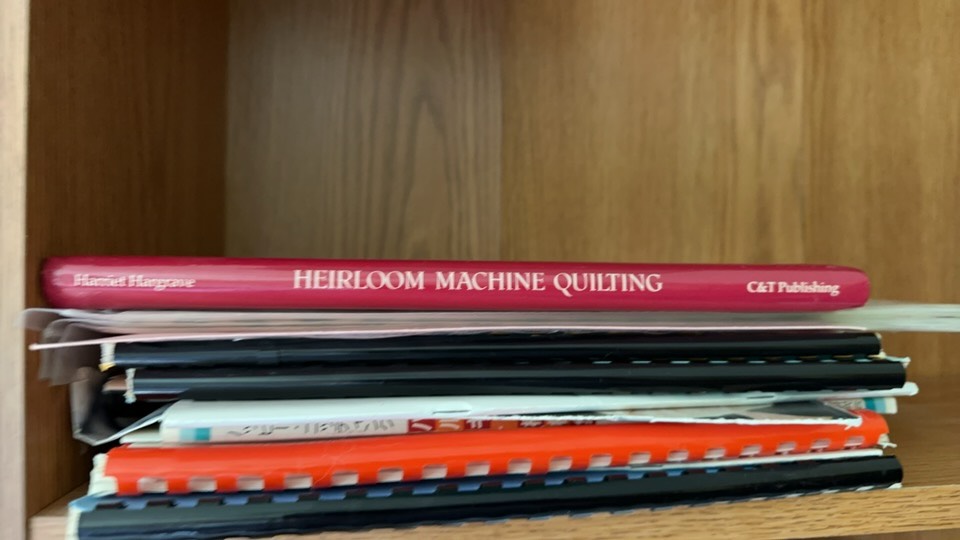 Harriet Hargrave HEIRLOOM MACHINE QUILTING C&T Publishing